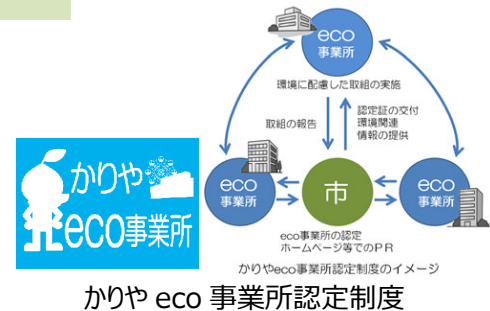 eco
事業所
環境に配慮した取組の実施
取組の報告
認定証の交付
環境関連
情報の提供
かりや
eco事業所
eco
事業所
市
eco
事業所
eco事業所の認定
ホームページ等でのPR
かりやeco事業所認定制度のイメージ
かりや eco 事業所認定制度